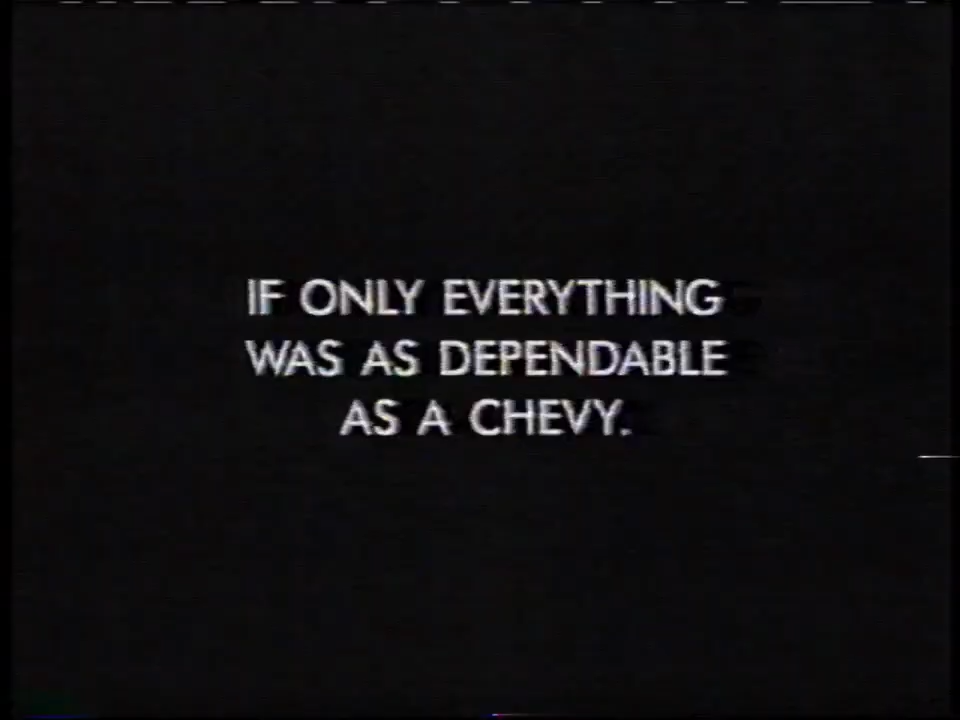 IF ONLY EVERYTHING
WAS AS DEPENDABLE
AS A CHEVY.